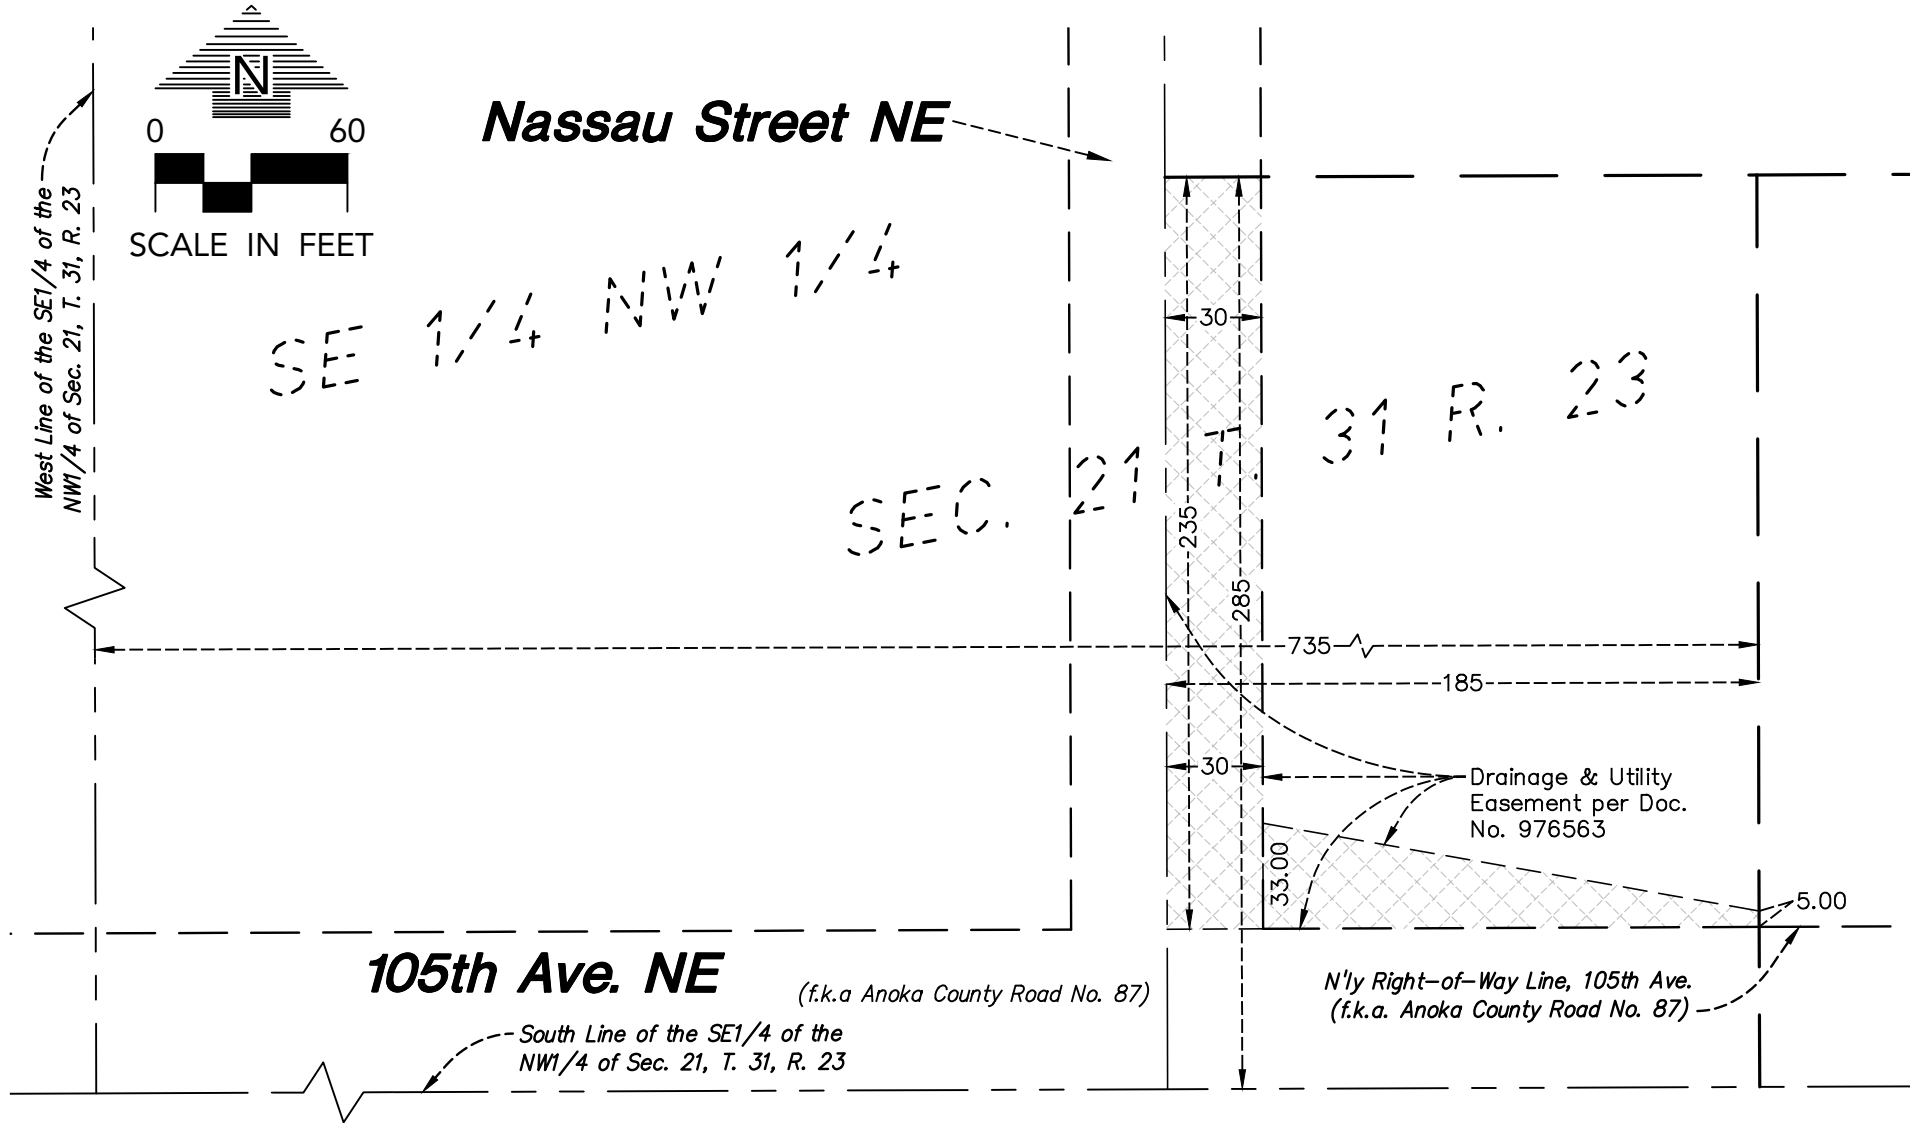 N
0 60
SCALE IN FEET
Nassau Street NE
West Line of the SE1/4 of the
NW1/4 of Sec. 21, T. 31, R. 23
SE 1/4 NW 1/4
SEC. 21 T. 31 R. 23
30
235
285
735
185
30
Drainage & Utility
Easement per Doc.
No. 976563
33.00
5.00
105th Ave. NE
(f.k.a Anoka County Road No. 87)
N'ly Right-of-Way Line, 105th Ave.
(f.k.a. Anoka County Road No. 87)
South Line of the SE1/4 of the
NW1/4 of Sec. 21, T. 31, R. 23